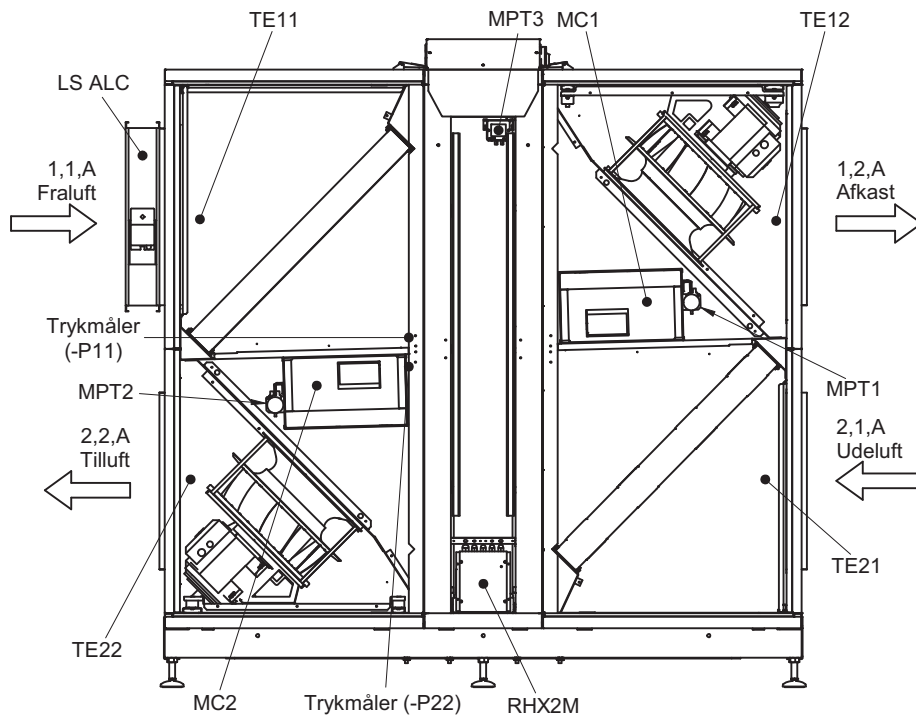 TE11
MPT3
MC1
TE12
LS ALC
1,1,A
Fraluft
1,2,A
Afkast
Trykmåler
(-P11)
MPT2
MPT1
2,2,A
Tilluft
2,1,A
Udeluft
TE21
TE22
MC2
Trykmåler (-P22)
RHX2M